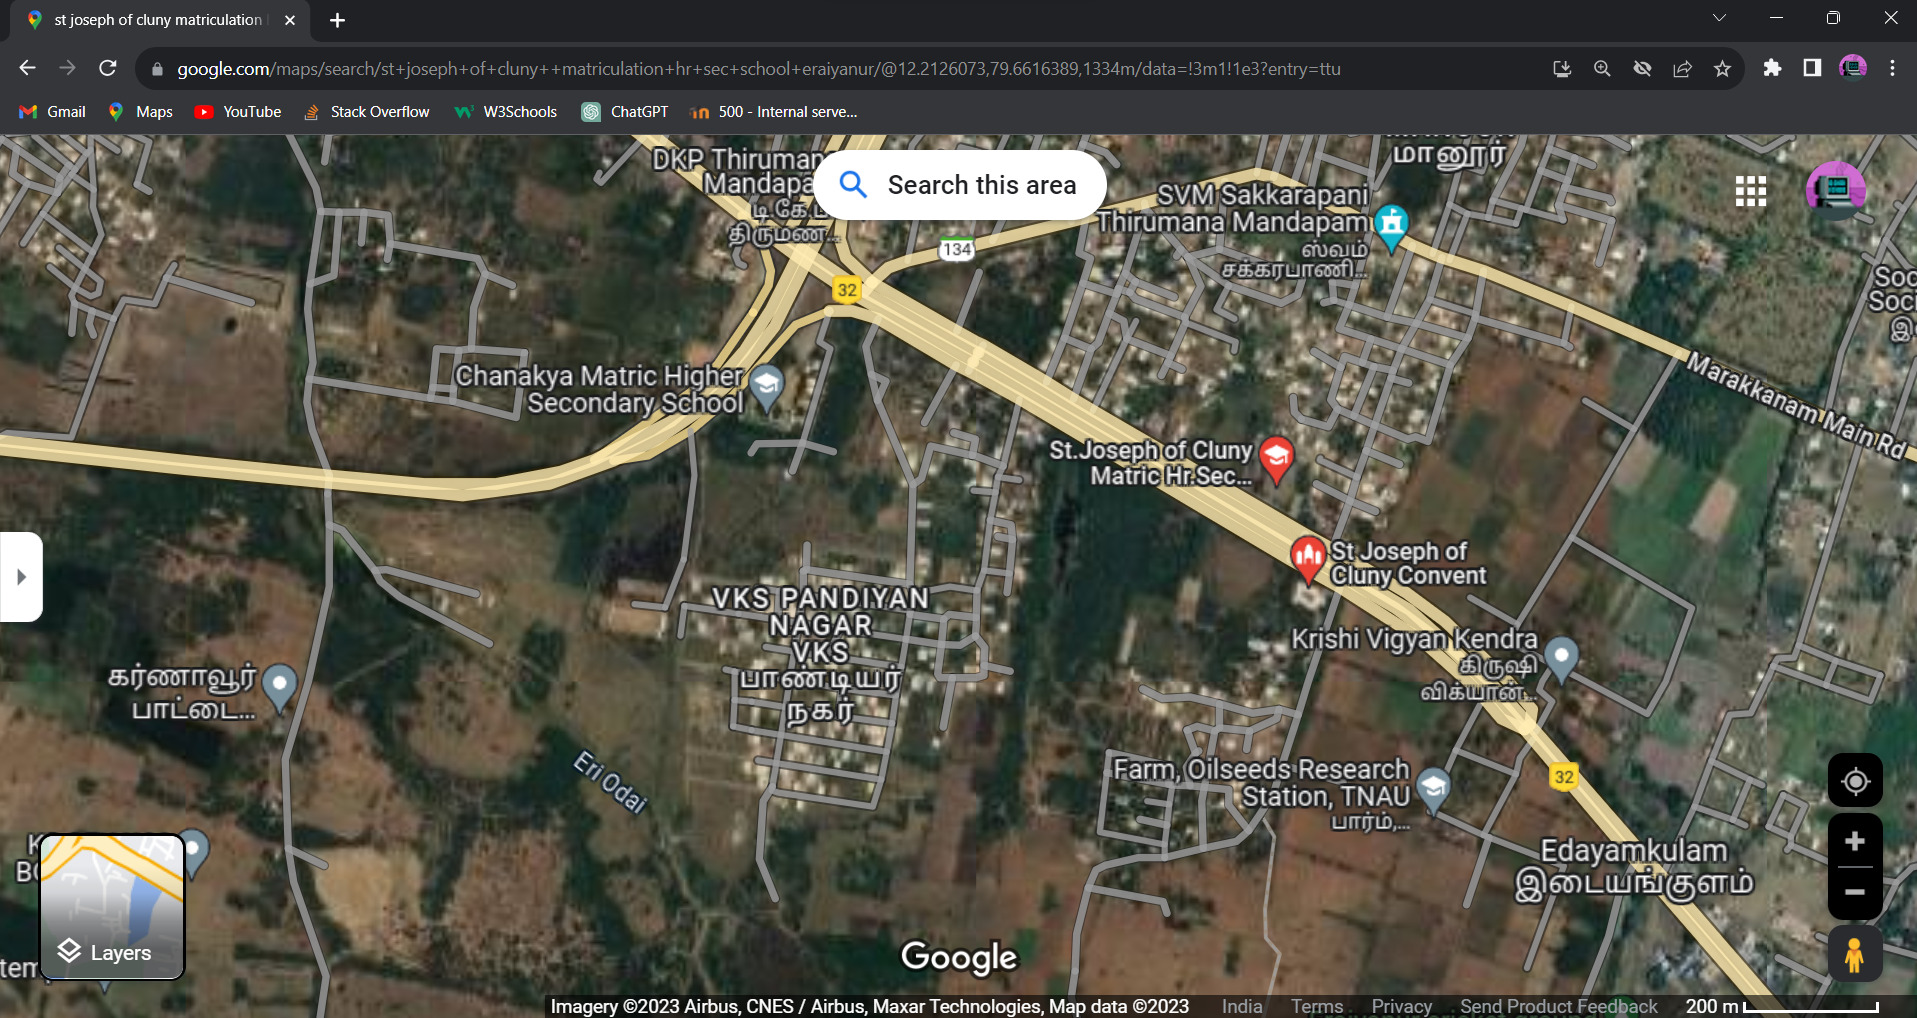 st joseph of cluny matriculation
google.com/maps/search/st+joseph+of+cluny++matriculation+hr+sec+school+eraiyanur/@12.2126073,79.6616389,1334m/data=!3m1!1e3?entry=ttu
Gmail
Maps
YouTube
Stack Overflow
W3Schools
ChatGPT
500 - Internal serve...
DKP Thiruman
Mandapa
டி.கே.ப
திருமண...
Search this area
மானூர்
SVM Sakkarapani
Thirumana Mandapam
ஸ்வம்
சக்கரபாணி...
134
32
Soc
Soci
இ
Marakkanam Main Rd
Chanakya Matric Higher
Secondary School
St.Joseph of Cluny
Matric Hr.Sec...
St Joseph of
Cluny Convent
VKS PANDIYAN
NAGAR
VKS
பாண்டியர்
நகர்
Krishi Vigyan Kendra
கிருஷி
விக்யான்...
கர்ணாவூர்
பாட்டை...
Eri Odai
Farm, Oilseeds Research
Station, TNAU
பார்ம்,...
32
Edayamkulam
இடையங்குளம்
K
BO
Layers
tem
Google
Imagery ©2023 Airbus, CNES / Airbus, Maxar Technologies, Map data ©2023
India
Terms
Privacy
Send Product Feedback
200 m